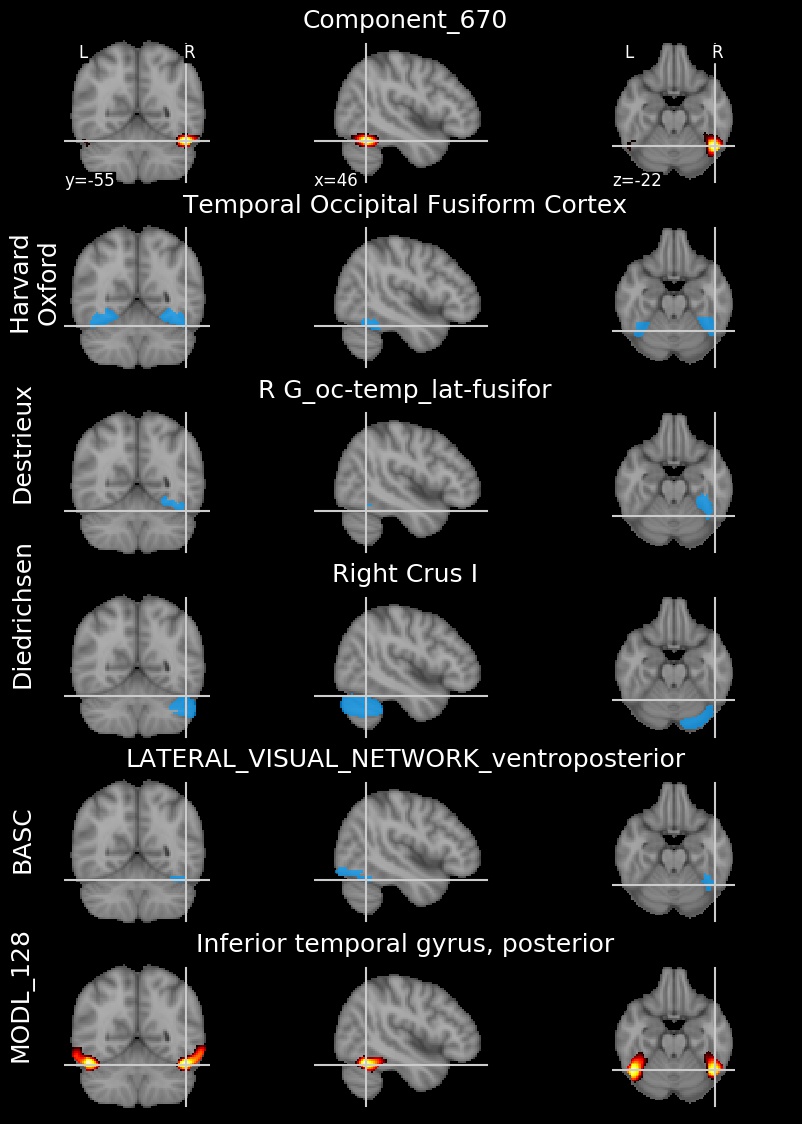 Component_670
L R L R
y=-55 x=46 z=-22
Temporal Occipital Fusiform Cortex
Harvard
Oxford
R G_oc-temp_lat-fusifor
Destrieux
Right Crus I
Diedrichsen
LATERAL_VISUAL_NETWORK_ventroposterior
BASC
Inferior temporal gyrus, posterior
MODL_128